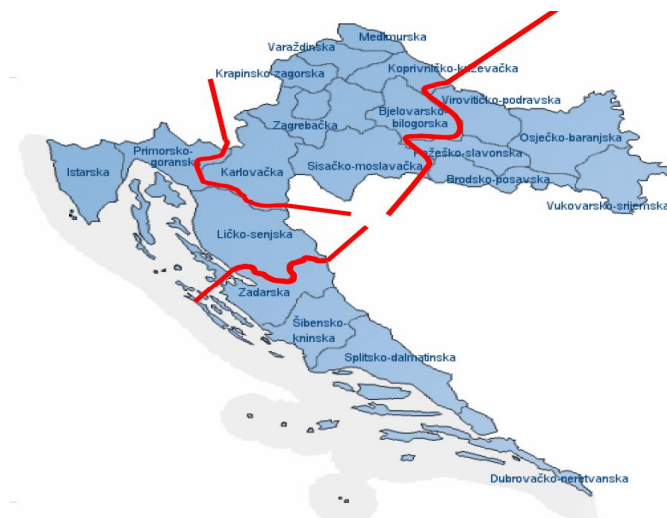 Međimurska
Varaždinska
Krapinsko-zagorska
Koprivničko-križevačka
Virovitičko-podravska
Bjelovarsko-
bilogorska
Zagrebačka
Osječko-baranjska
Primorsko-
goranska
Požeško-slavonska
Istarska
Karlovačka
Sisačko-moslavačka
Brodsko-posavska
Vukovarsko-srijemska
Ličko-senjska
Zadarska
Šibensko-
kninska
Splitsko-dalmatinska
Dubrovačko-neretvanska